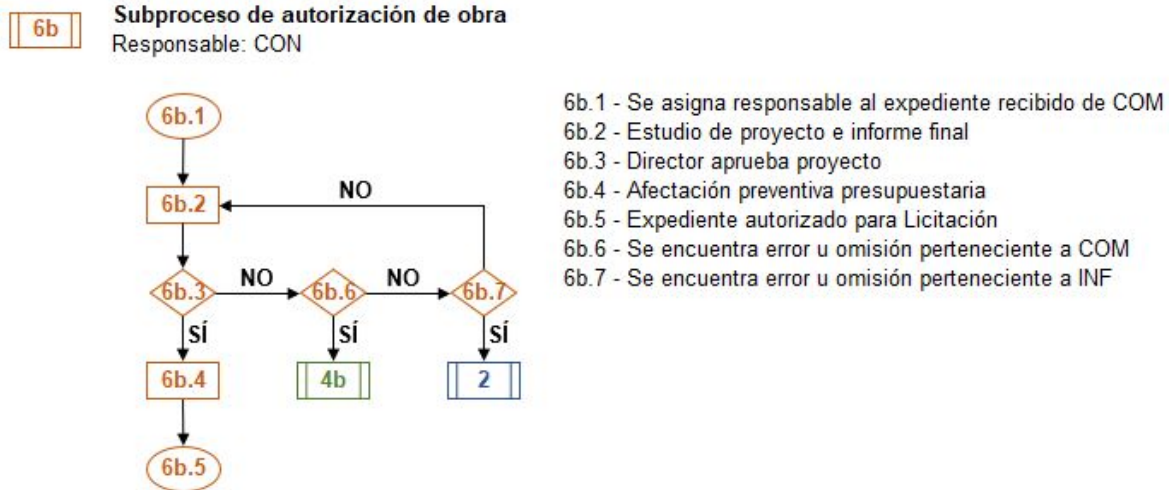 6b
Subproceso de autorización de obra
Responsable: CON
6b.1
6b.2
NO
6b.3
NO
6b.6
NO
6b.7
SÍ
SÍ
SÍ
6b.4
4b
2
6b.5
6b.1 - Se asigna responsable al expediente recibido de COM
6b.2 - Estudio de proyecto e informe final
6b.3 - Director aprueba proyecto
6b.4 - Afectación preventiva presupuestaria
6b.5 - Expediente autorizado para Licitación
6b.6 - Se encuentra error u omisión perteneciente a COM
6b.7 - Se encuentra error u omisión perteneciente a INF